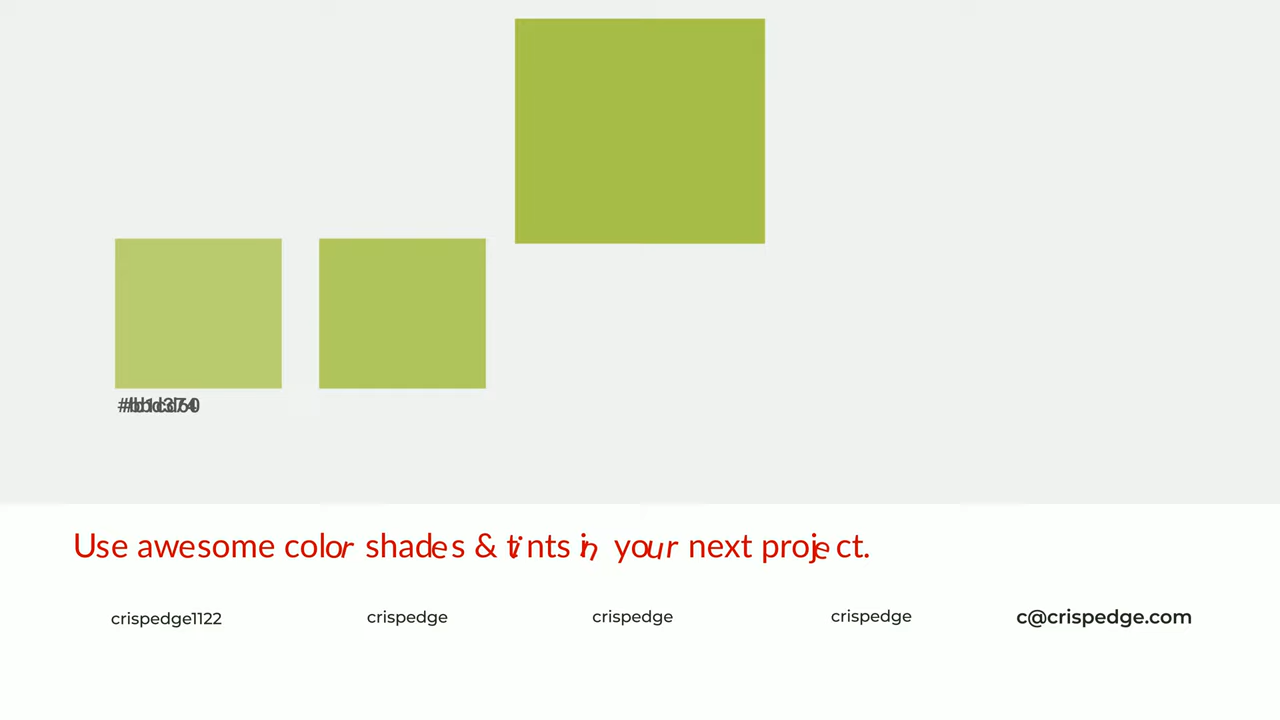 Use awesome color shades & tints in your next project.
crispedge1122 crispedge crispedge crispedge c@crispedge.com